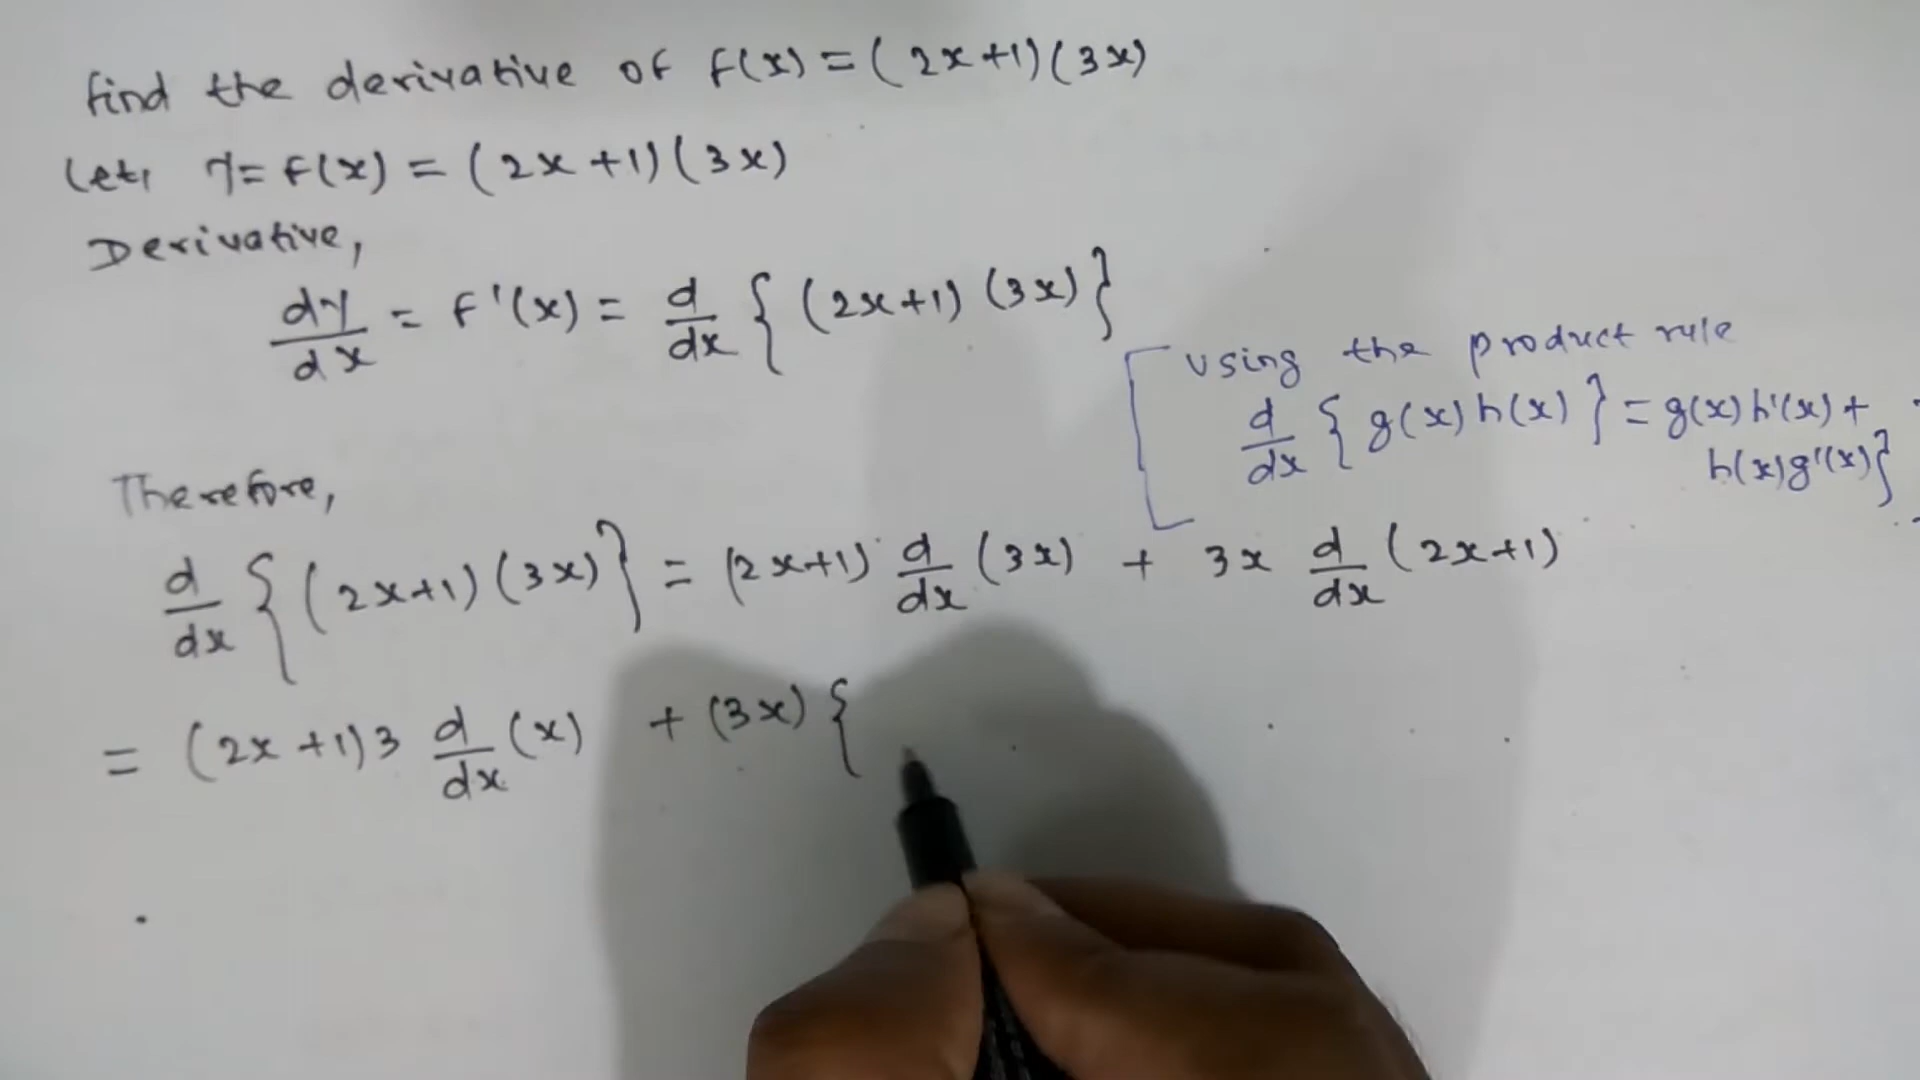 find the derivative of f(x) = (2x+1)(3x)
Let, y = f(x) = (2x+1)(3x)
Derivative,
dy/dx = f'(x) = d/dx {(2x+1)(3x)}
using the product rule
d/dx {g(x)h(x)} = g(x)h'(x) +
h(x)g'(x)}
Therefore,
d/dx {(2x+1)(3x)} = (2x+1) d/dx (3x) + 3x d/dx (2x+1)
= (2x+1)3 d/dx (x) + (3x) {